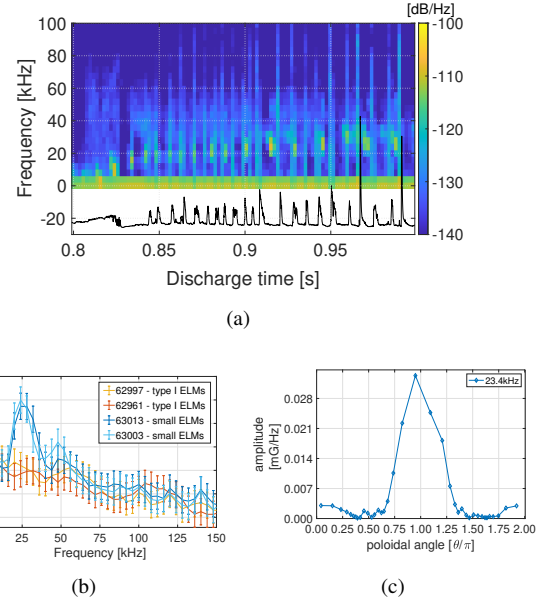 [dB/Hz]
100
80
60
40
20
0
-20
Frequency [kHz]
-100
-110
-120
-130
-140
0.8
0.85
0.9
0.95
Discharge time [s]
(a)
62997 - type I ELMs
62961 - type I ELMs
63013 - small ELMs
63003 - small ELMs
25
50
75
100
125
150
Frequency [kHz]
(b)
23.4kHz
amplitude
[mG/Hz]
0.028
0.017
0.007
0.000
0.00 0.25 0.50 0.75 1.00 1.25 1.50 1.75 2.00
poloidal angle [θ/π]
(c)